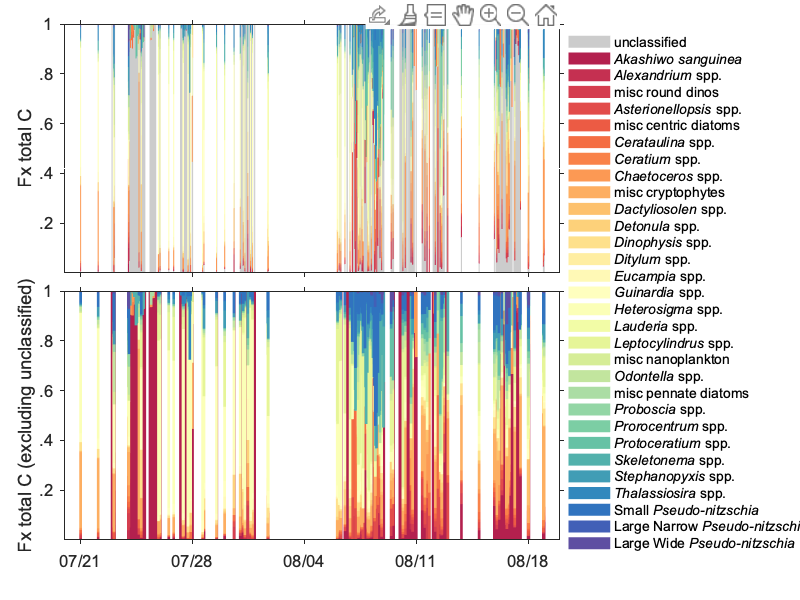 1
.8
.6
.4
.2
Fx total C
1
.8
.6
.4
.2
Fx total C (excluding unclassified)
07/21
07/28
08/04
08/11
08/18
unclassified
Akashiwo sanguinea
Alexandrium spp.
misc round dinos
Asterionellopsis spp.
misc centric diatoms
Cerataulina spp.
Ceratium spp.
Chaetoceros spp.
misc cryptophytes
Dactyliosolen spp.
Detonula spp.
Dinophysis spp.
Ditylum spp.
Eucampia spp.
Guinardia spp.
Heterosigma spp.
Lauderia spp.
Leptocylindrus spp.
misc nanoplankton
Odontella spp.
misc pennate diatoms
Proboscia spp.
Prorocentrum spp.
Protoceratium spp.
Skeletonema spp.
Stephanopyxis spp.
Thalassiosira spp.
Small Pseudo-nitzschia
Large Narrow Pseudo-nitzschi
Large Wide Pseudo-nitzschia